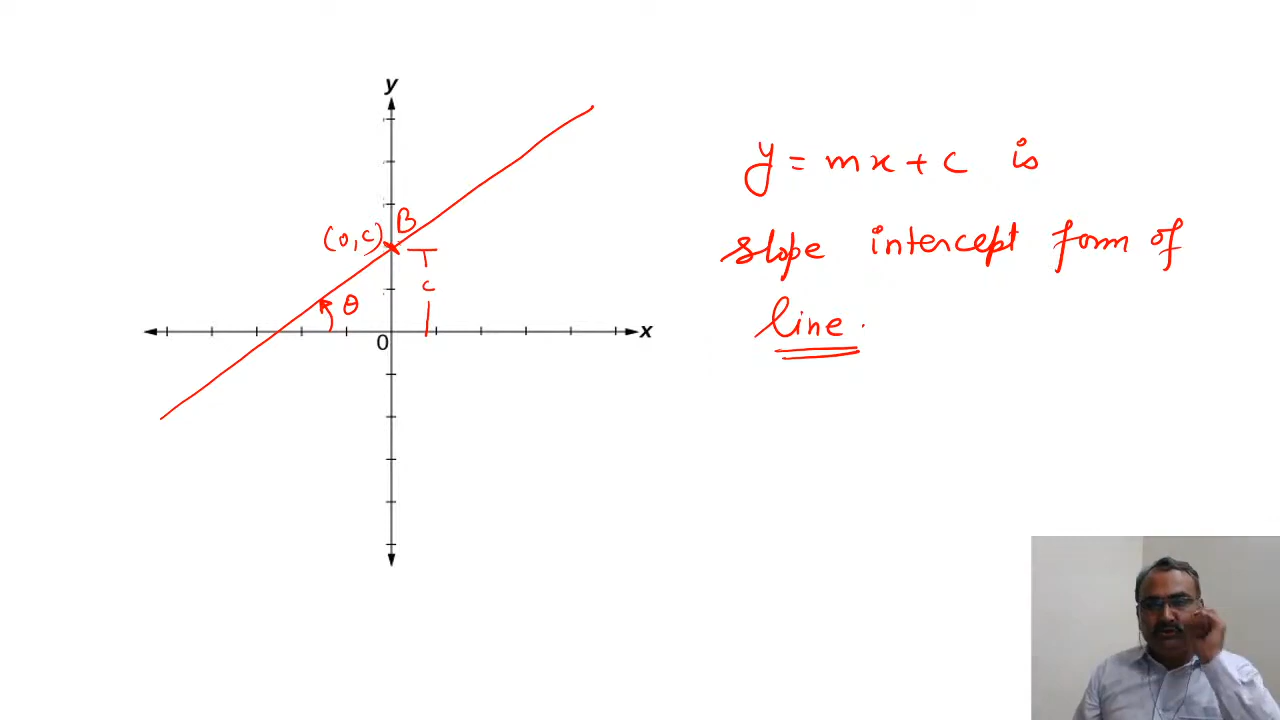 y
B
(0,C)
c
θ
0
x
y = mx + c is
slope intercept form of
line.